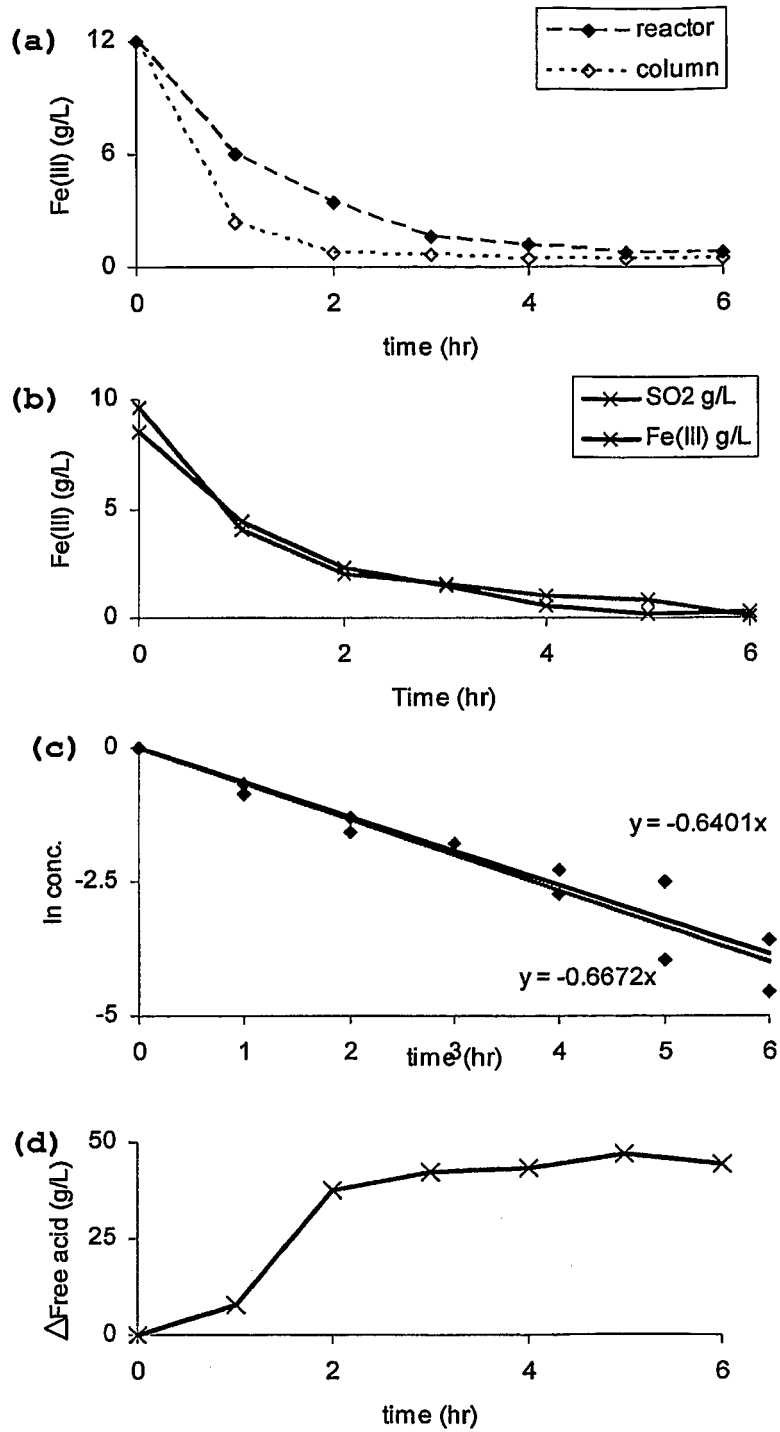 (a)
12
6
0
Fe(III) (g/L)
reactor
column
0 2 4 6
time (hr)
(b)
10
5
0
Fe(III) (g/L)
SO2 g/L
Fe(III) g/L
0 2 4 6
Time (hr)
(c)
0
-2.5
-5
ln conc.
y = -0.6401x
y = -0.6672x
0 1 2 3 4 5 6
time (hr)
(d)
50
25
0
△Free acid (g/L)
0 2 4 6
time (hr)